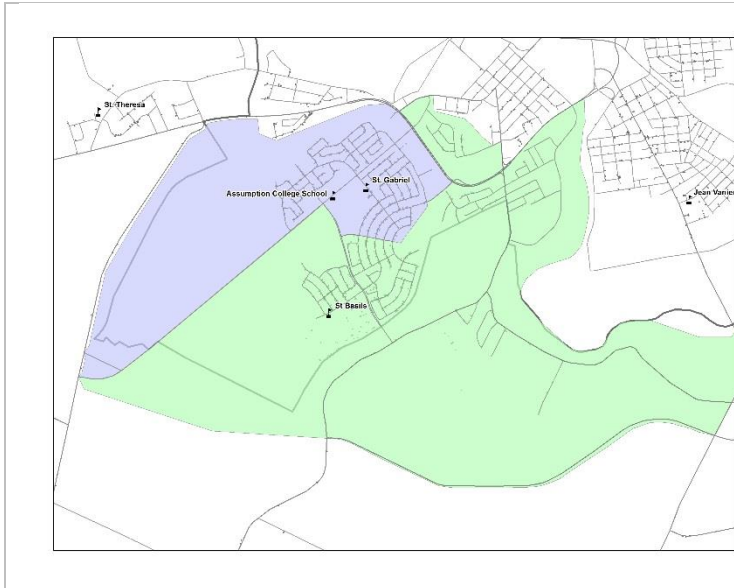 St. Theresa
St. Gabriel
Assumption College School
Jean Vanier
St Basils